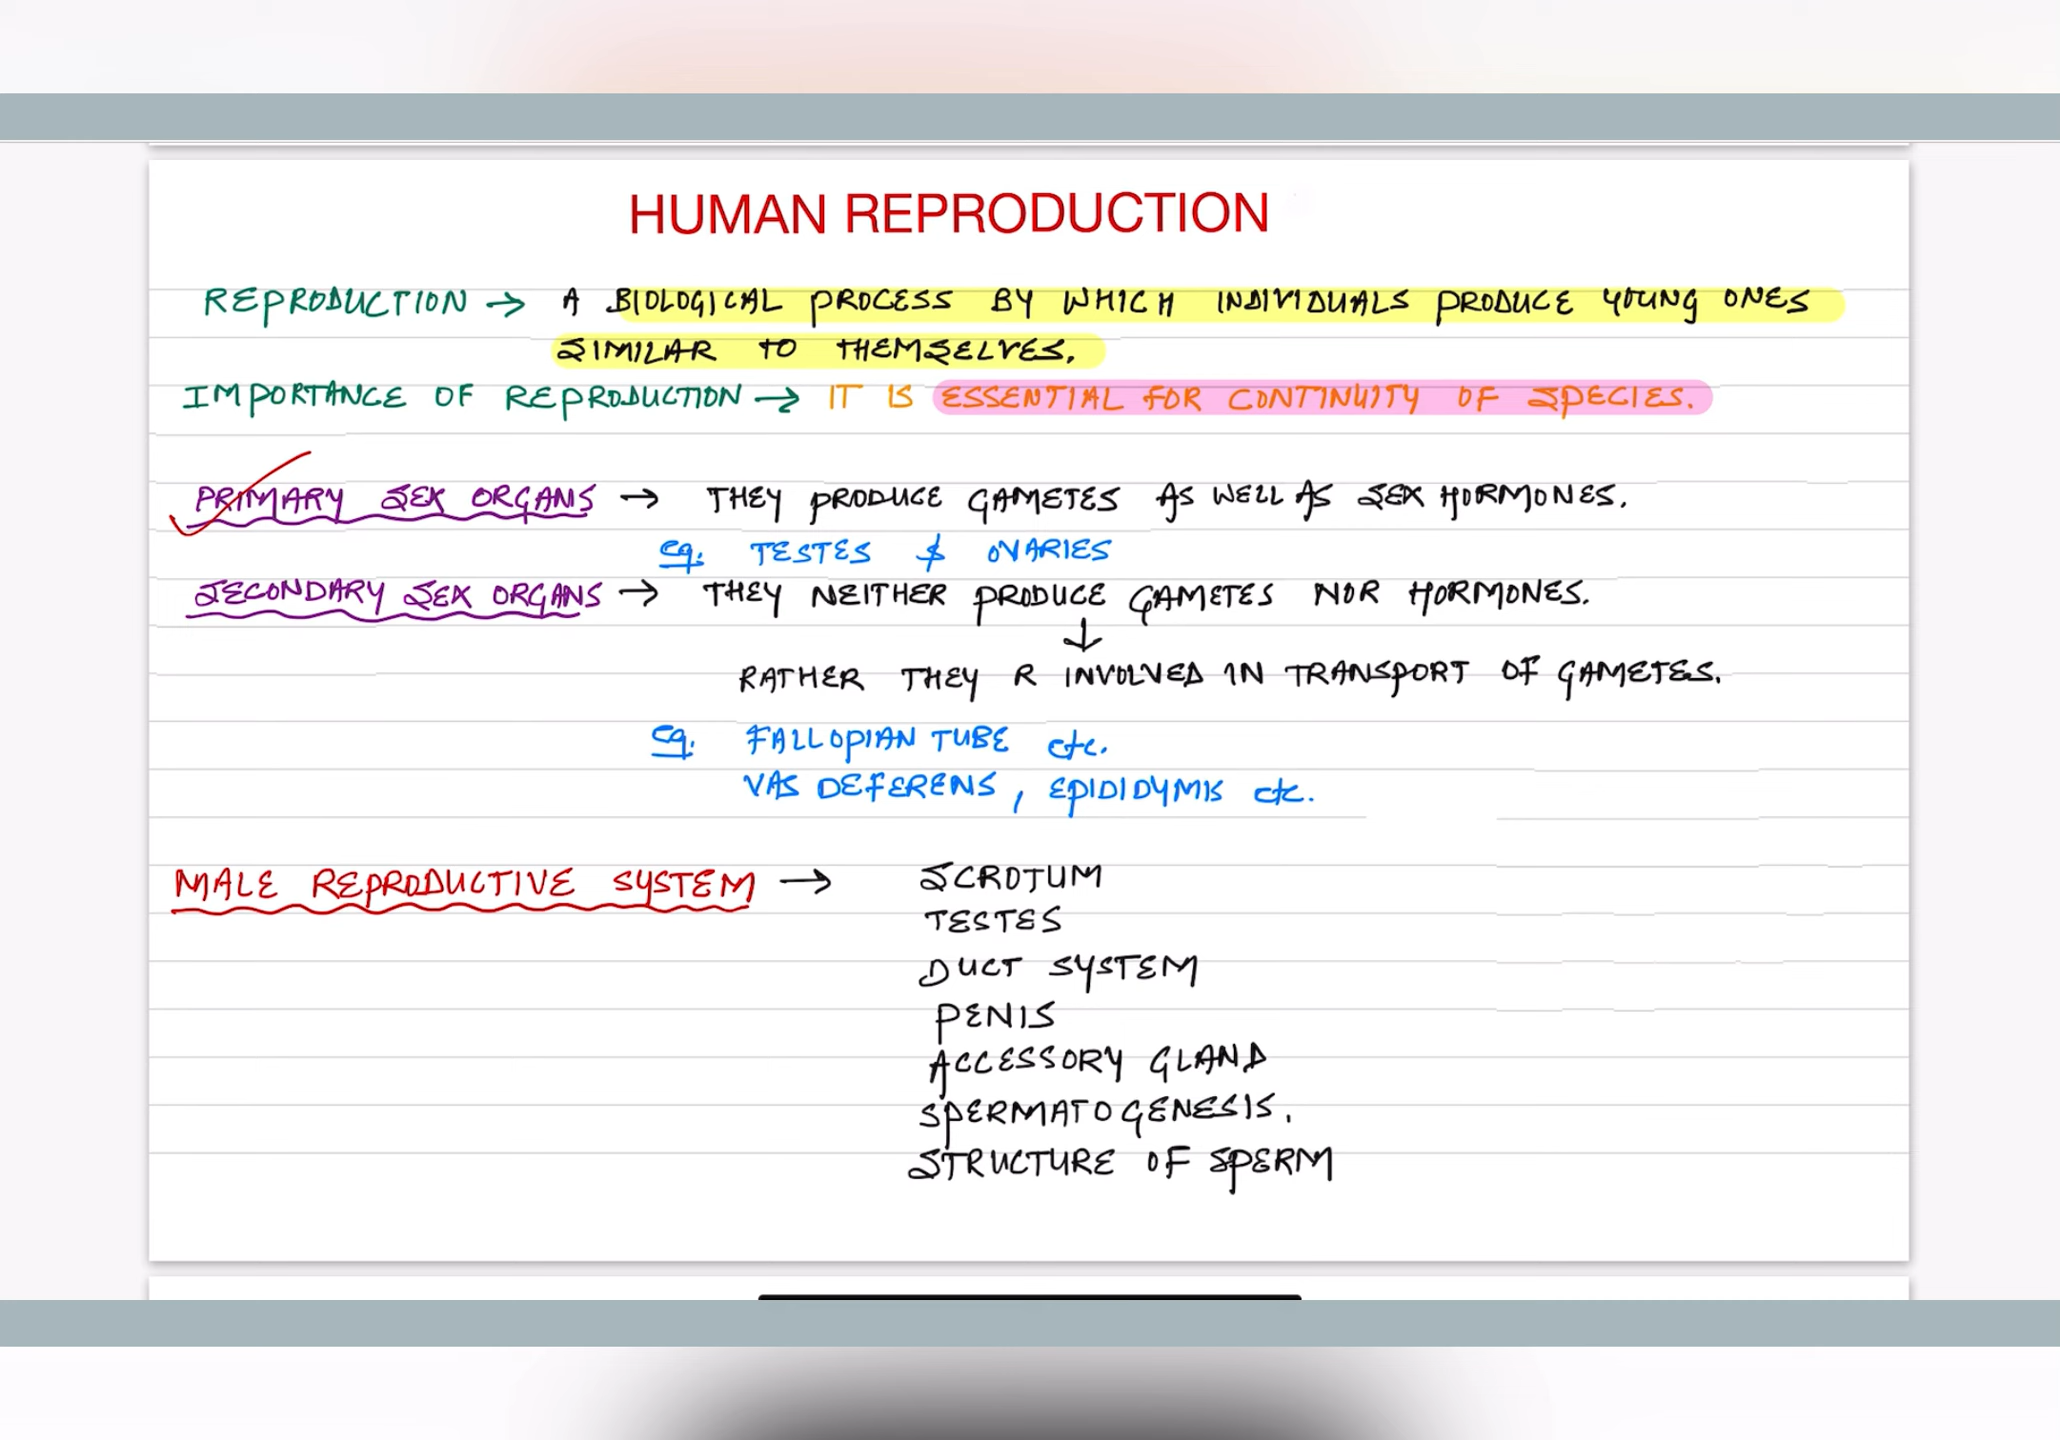 HUMAN REPRODUCTION
REPRODUCTION → A BIOLOGICAL PROCESS BY WHICH INDIVIDUALS PRODUCE YOUNG ONES
SIMILAR TO THEMSELVES.
IMPORTANCE OF REPRODUCTION → IT IS ESSENTIAL FOR CONTINUITY OF SPECIES.
PRIMARY SEX ORGANS → THEY PRODUCE GAMETES AS WELL AS SEX HORMONES.
eg. TESTES & OVARIES
SECONDARY SEX ORGANS → THEY NEITHER PRODUCE GAMETES NOR HORMONES.
↓
RATHER THEY R INVOLVED IN TRANSPORT OF GAMETES.
eg. FALLOPIAN TUBE etc.
VAS DEFERENS, EPIDIDYMIS etc.
MALE REPRODUCTIVE SYSTEM → SCROTUM
TESTES
DUCT SYSTEM
PENIS
ACCESSORY GLAND
SPERMATOGENESIS.
STRUCTURE OF SPERM